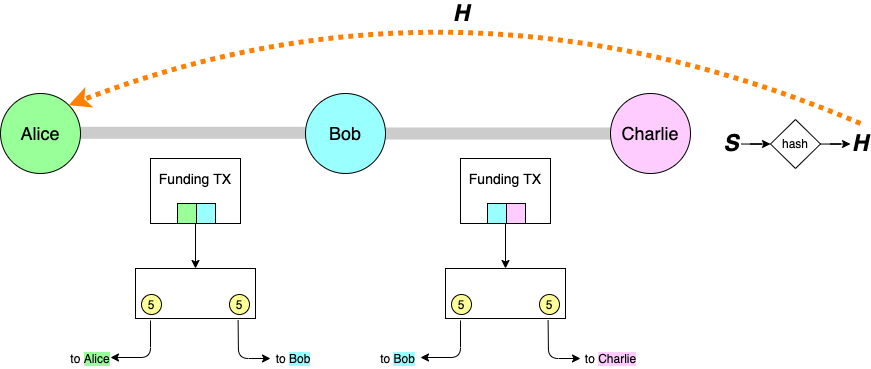 H
Alice
Bob
Charlie
S
hash
H
Funding TX
Funding TX
5
5
5
5
to Alice
to Bob
to Bob
to Charlie